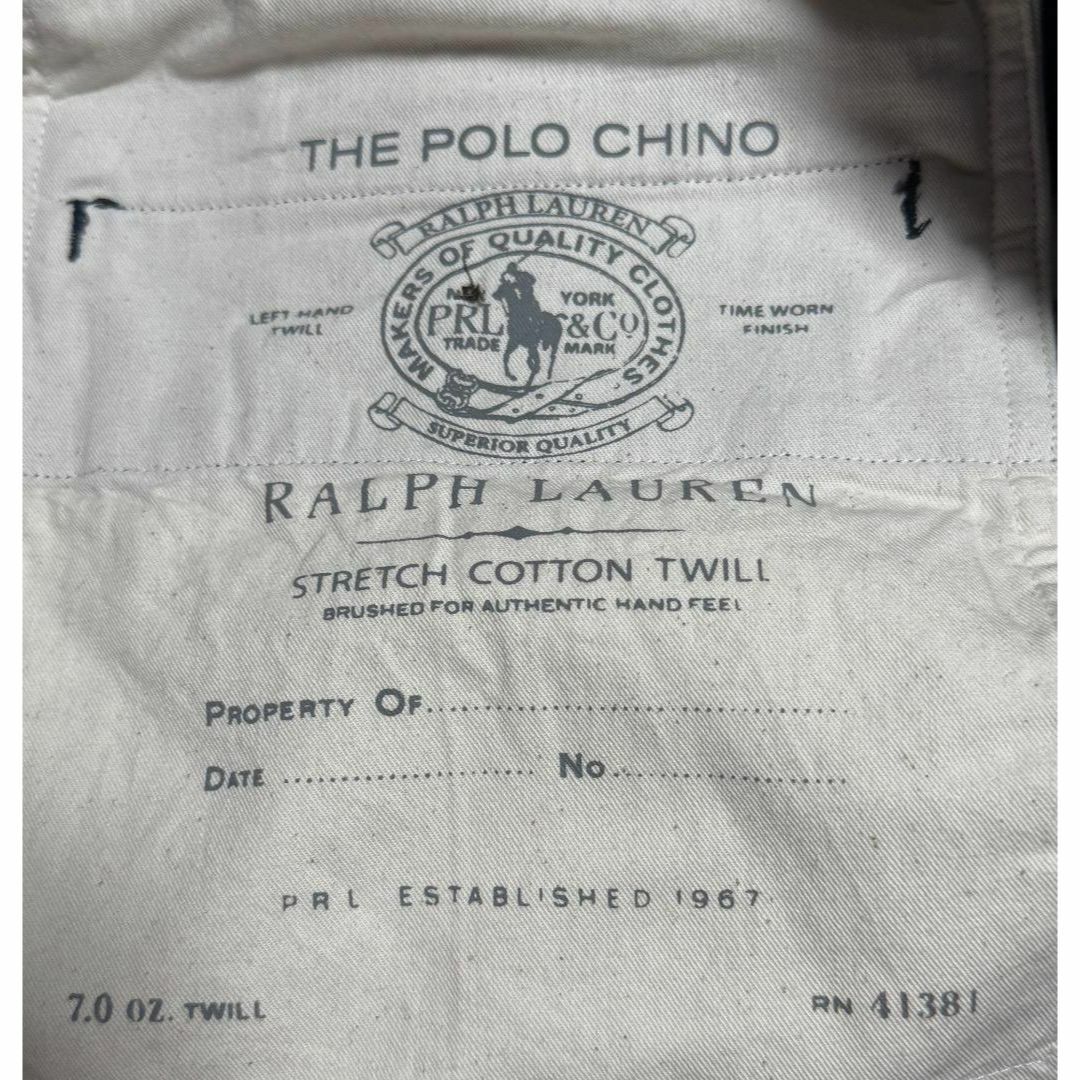 THE POLO CHINO
RALPH LAUREN
MAKERS OF QUALITY CLOTHES
LEFT-HAND
TWILL
YORK
PRL &Cº
TRADE MARK
TIME WORN
FINISH
SUPERIOR QUALITY
RALPH LAUREN
STRETCH COTTON TWILL
BRUSHED FOR AUTHENTIC HAND FEEL
PROPERTY OF
DATE No.
PRL ESTABLISHED 1967
7.0 OZ. TWILL
RN 41381